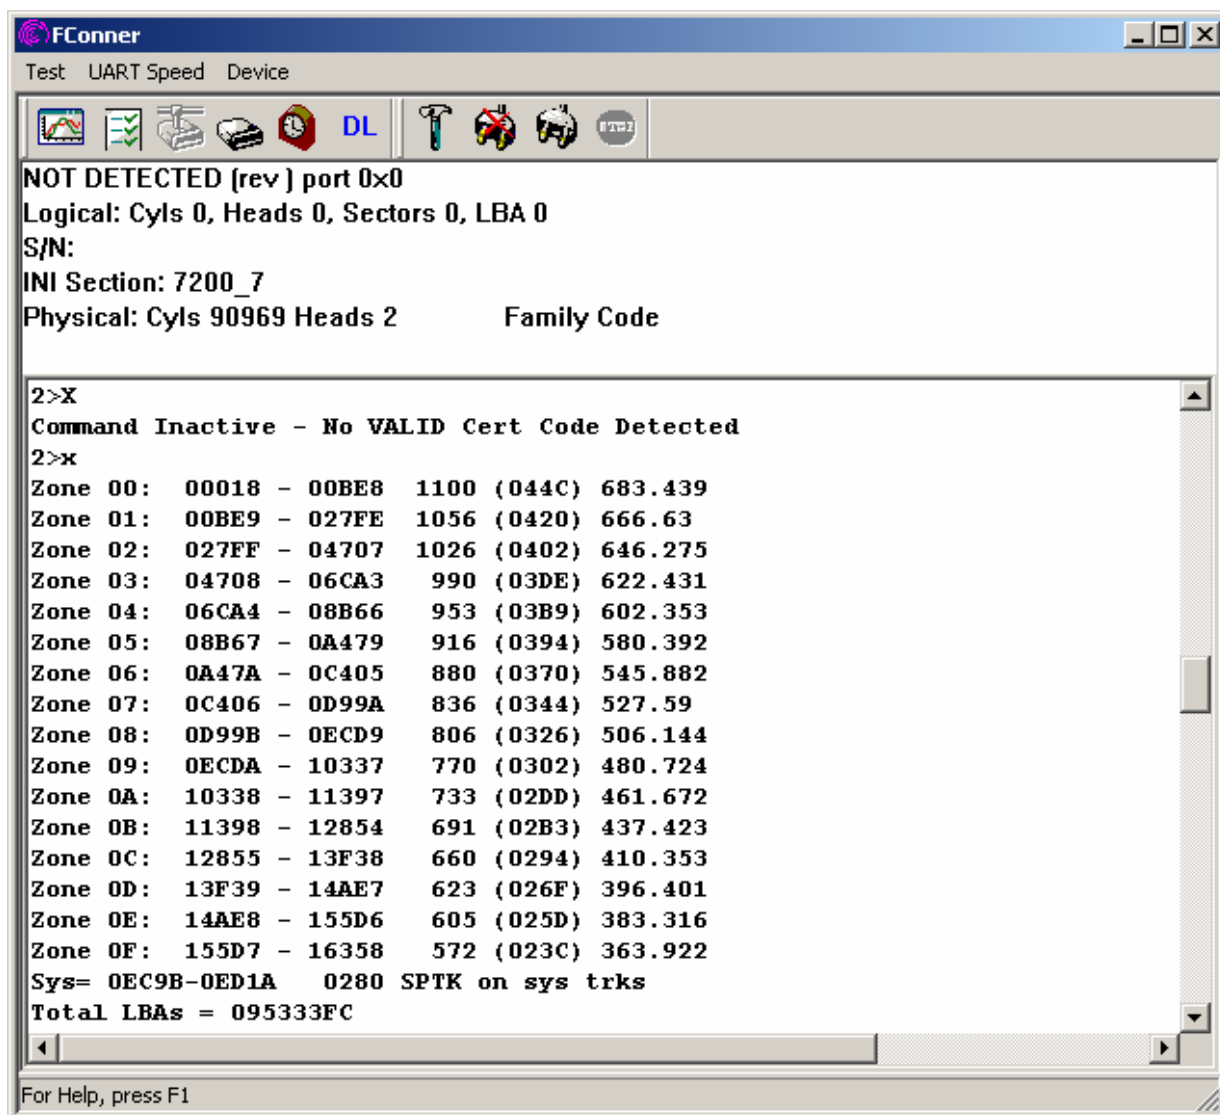 FConner
Test UART Speed Device
DL STOP
NOT DETECTED (rev ) port 0x0
Logical: Cyls 0, Heads 0, Sectors 0, LBA 0
S/N:
INI Section: 7200_7
Physical: Cyls 90969 Heads 2 Family Code
2>X
Command Inactive - No VALID Cert Code Detected
2>x
Zone 00: 00018 - 00BE8 1100 (044C) 683.439
Zone 01: 00BE9 - 027FE 1056 (0420) 666.63
Zone 02: 027FF - 04707 1026 (0402) 646.275
Zone 03: 04708 - 06CA3 990 (03DE) 622.431
Zone 04: 06CA4 - 08B66 953 (03B9) 602.353
Zone 05: 08B67 - 0A479 916 (0394) 580.392
Zone 06: 0A47A - 0C405 880 (0370) 545.882
Zone 07: 0C406 - 0D99A 836 (0344) 527.59
Zone 08: 0D99B - 0ECD9 806 (0326) 506.144
Zone 09: 0ECDA - 10337 770 (0302) 480.724
Zone 0A: 10338 - 11397 733 (02DD) 461.672
Zone 0B: 11398 - 12854 691 (02B3) 437.423
Zone 0C: 12855 - 13F38 660 (0294) 410.353
Zone 0D: 13F39 - 14AE7 623 (026F) 396.401
Zone 0E: 14AE8 - 155D6 605 (025D) 383.316
Zone 0F: 155D7 - 16358 572 (023C) 363.922
Sys= 0EC9B-0ED1A 0280 SPTK on sys trks
Total LBAs = 095333FC
For Help, press F1